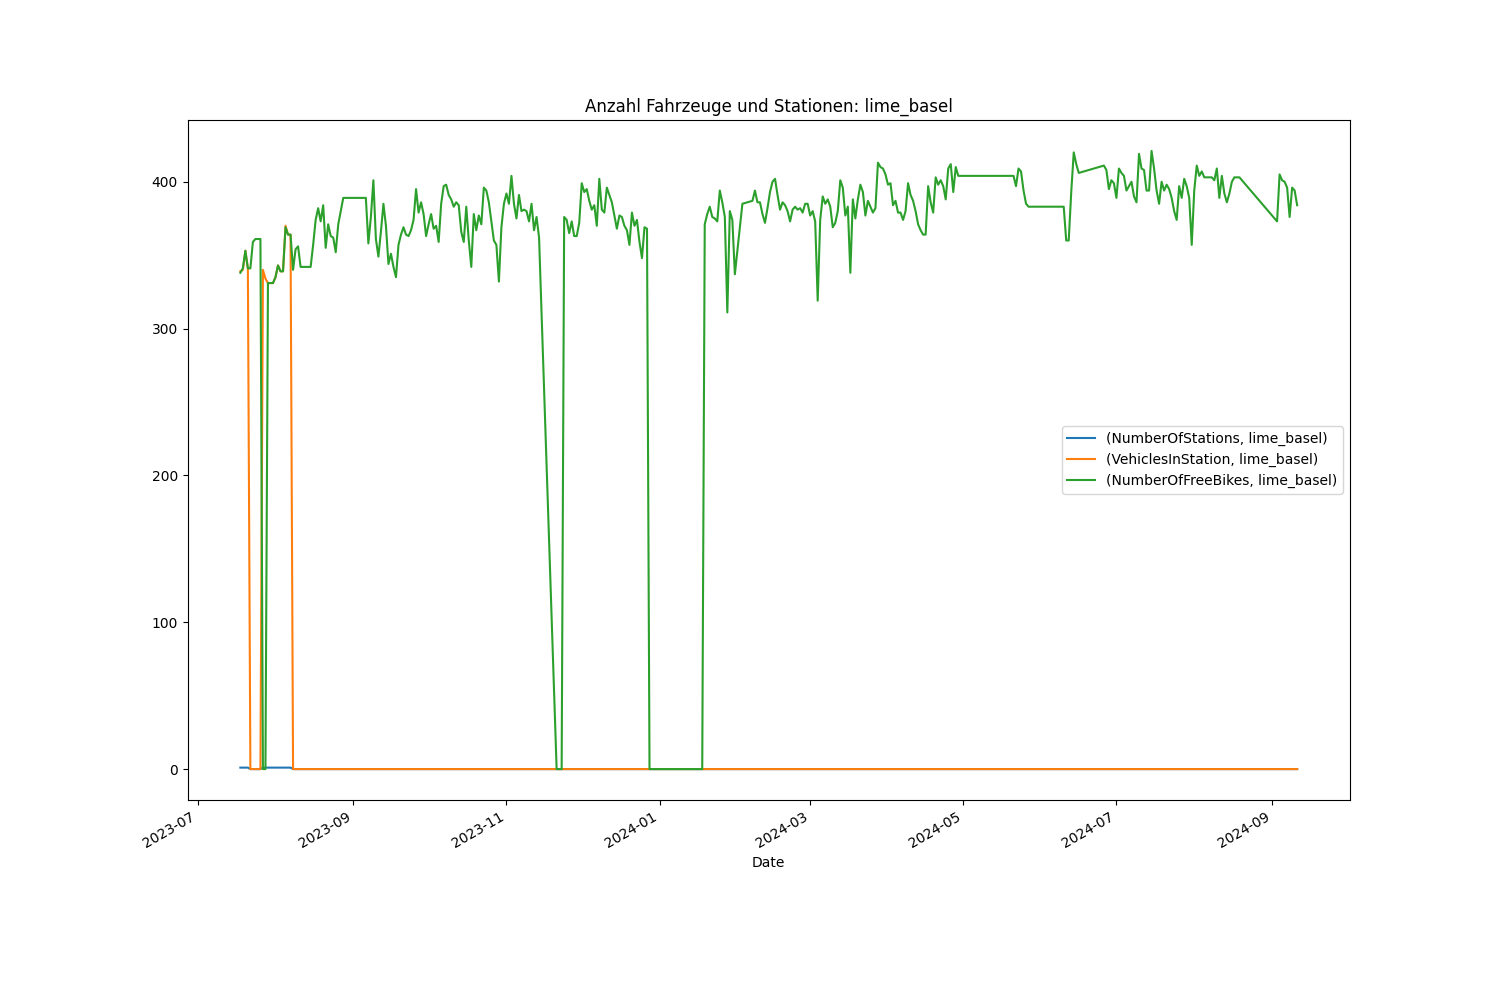 Anzahl Fahrzeuge und Stationen: lime_basel
400
300
200
100
0
(NumberOfStations, lime_basel)
(VehiclesInStation, lime_basel)
(NumberOfFreeBikes, lime_basel)
2023-07
2023-09
2023-11
2024-01
2024-03
2024-05
2024-07
2024-09
Date